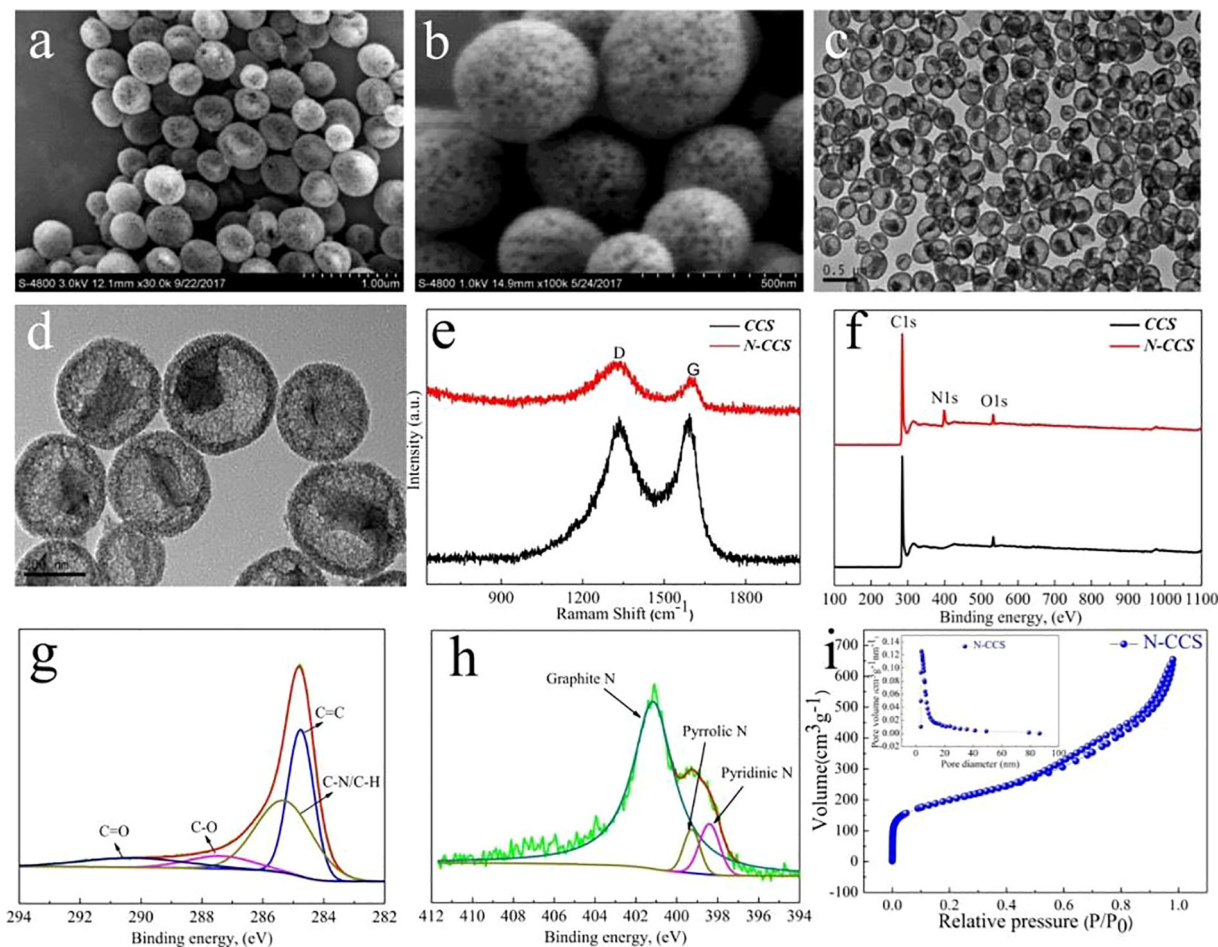 a
S-4800 3.0kV 12.1mm x30.0k 9/22/2017
1.00um
b
S-4800 1.0kV 14.9mm x100k 5/24/2017
500nm
c
0.5 μ
d
nm
e
CCS
N-CCS
D
G
Intensity (a.u.)
900 1200 1500 1800
Ramam Shift (cm-1)
f
C1s
CCS
N-CCS
N1s
O1s
100 200 300 400 500 600 700 800 900 1000 1100
Binding energy, (eV)
g
C=C
C-N/C-H
C-O
C=O
294 292 290 288 286 284 282
Binding energy, (eV)
h
Graphite N
Pyrrolic N
Pyridinic N
412 410 408 406 404 402 400 398 396 394
Binding energy, (eV)
i
N-CCS
Volume(cm3g-1)
700
600
500
400
300
200
100
0
-100
0.0 0.2 0.4 0.6 0.8 1.0
Relative pressure (P/P0)
N-CCS
Pore volume (cm3g-1nm-1)
0.14
0.12
0.10
0.08
0.06
0.04
0.02
0.00
-0.02
0 20 40 60 80 100
Pore diameter (nm)